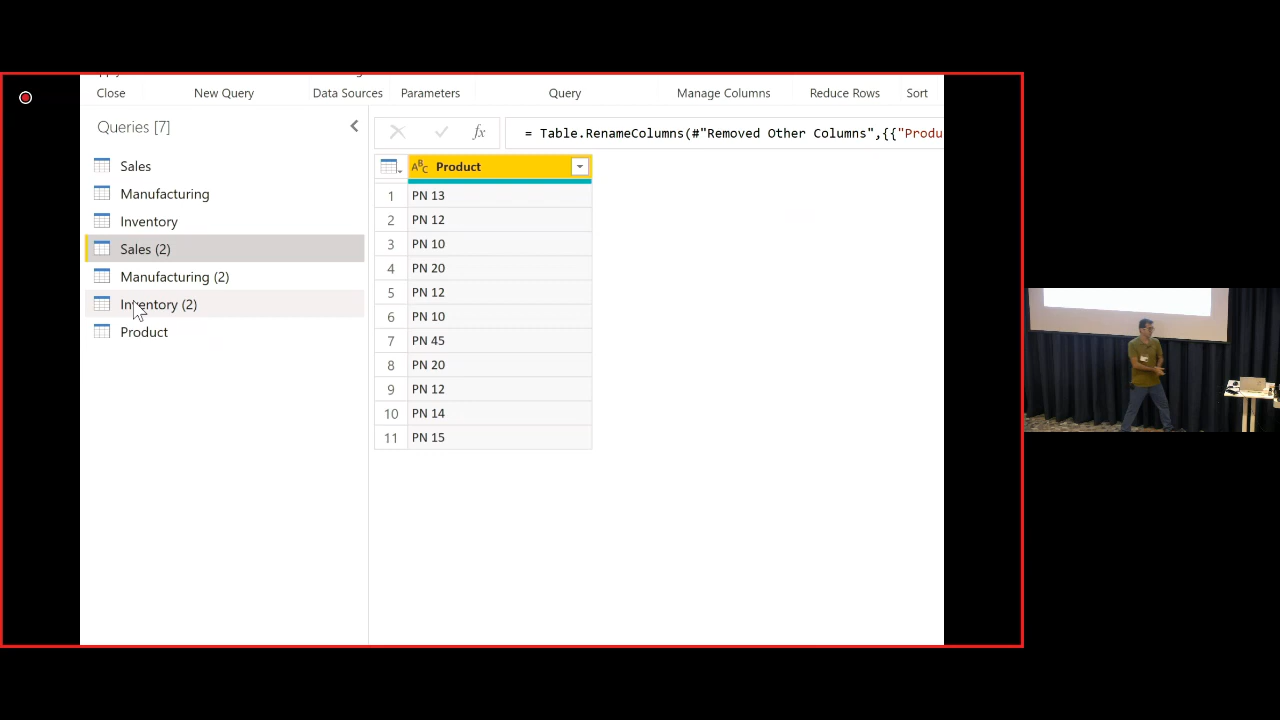 Close New Query Data Sources Parameters Query Manage Columns Reduce Rows Sort
Queries [7]
Sales
Manufacturing
Inventory
Sales (2)
Manufacturing (2)
Inventory (2)
Product
fx = Table.RenameColumns(#"Removed Other Columns",{{"Produ
ABC Product
1 PN 13
2 PN 12
3 PN 10
4 PN 20
5 PN 12
6 PN 10
7 PN 45
8 PN 20
9 PN 12
10 PN 14
11 PN 15